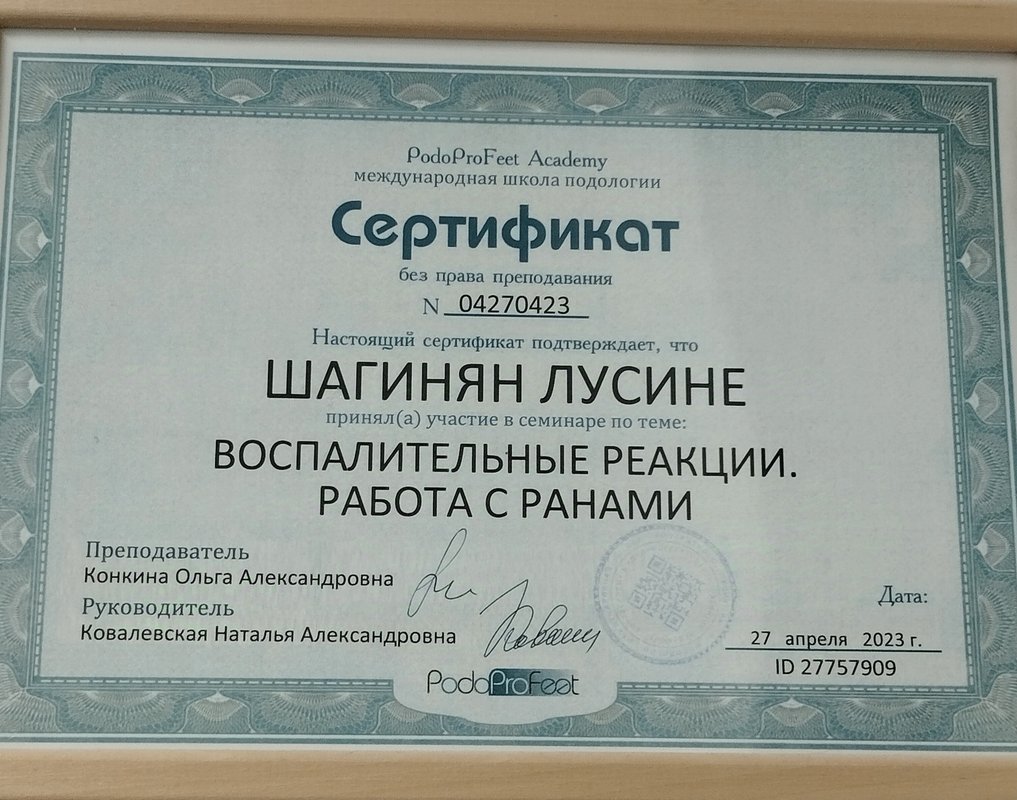 PodoProFeet Academy
международная школа подологии
Сертификат
без права преподавания
N 04270423
Настоящий сертификат подтверждает, что
ШАГИНЯН ЛУСИНЕ
принял(а) участие в семинаре по теме:
ВОСПАЛИТЕЛЬНЫЕ РЕАКЦИИ.
РАБОТА С РАНАМИ
Преподаватель
Конкина Ольга Александровна
Руководитель
Ковалевская Наталья Александровна
Дата:
27 апреля 2023 г.
ID 27757909
PodoProFeet